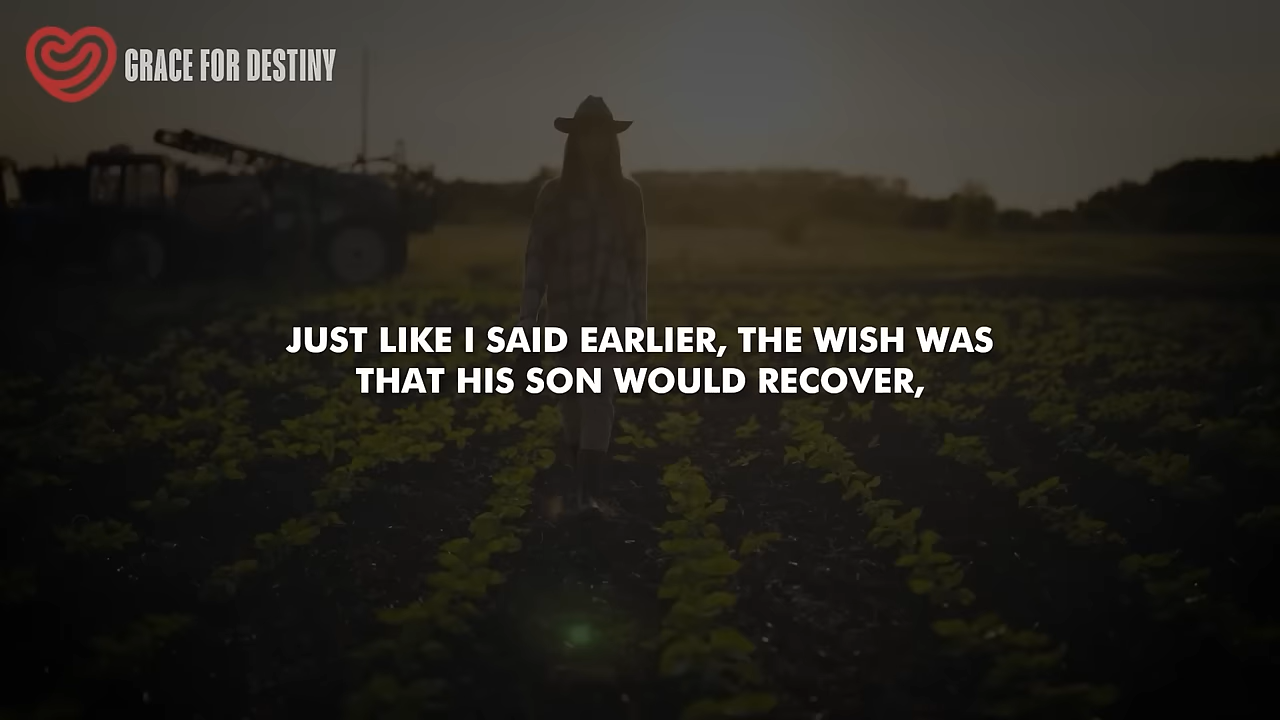 GRACE FOR DESTINY
JUST LIKE I SAID EARLIER, THE WISH WAS
THAT HIS SON WOULD RECOVER,